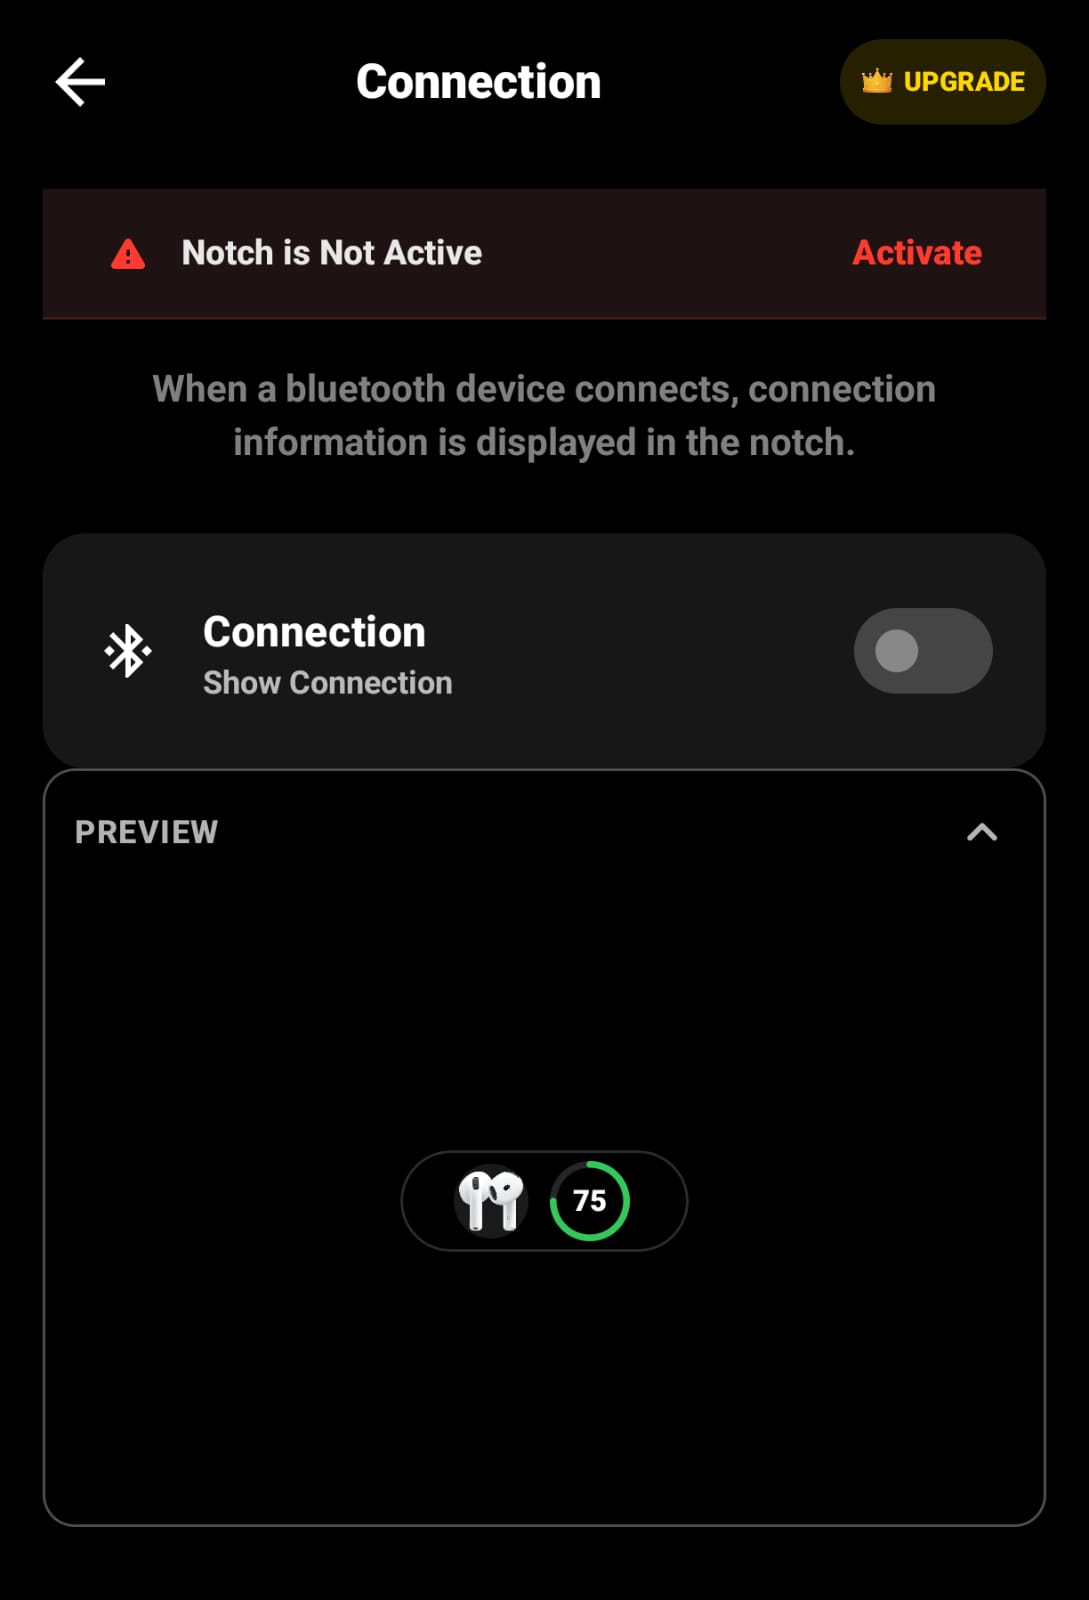 Connection
UPGRADE
Notch is Not Active
Activate
When a bluetooth device connects, connection
information is displayed in the notch.
Connection
Show Connection
PREVIEW
75